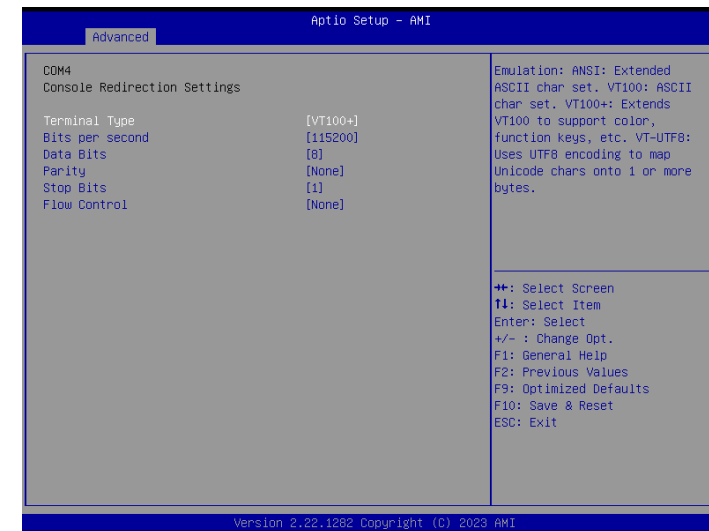 Aptio Setup – AMI
Advanced
COM4
Console Redirection Settings
Terminal Type [VT100+]
Bits per second [115200]
Data Bits [8]
Parity [None]
Stop Bits [1]
Flow Control [None]
Emulation: ANSI: Extended
ASCII char set. VT100: ASCII
char set. VT100+: Extends
VT100 to support color,
function keys, etc. VT-UTF8:
Uses UTF8 encoding to map
Unicode chars onto 1 or more
bytes.
→←: Select Screen
↑↓: Select Item
Enter: Select
+/- : Change Opt.
F1: General Help
F2: Previous Values
F9: Optimized Defaults
F10: Save & Reset
ESC: Exit
Version 2.22.1282 Copyright (C) 2023 AMI